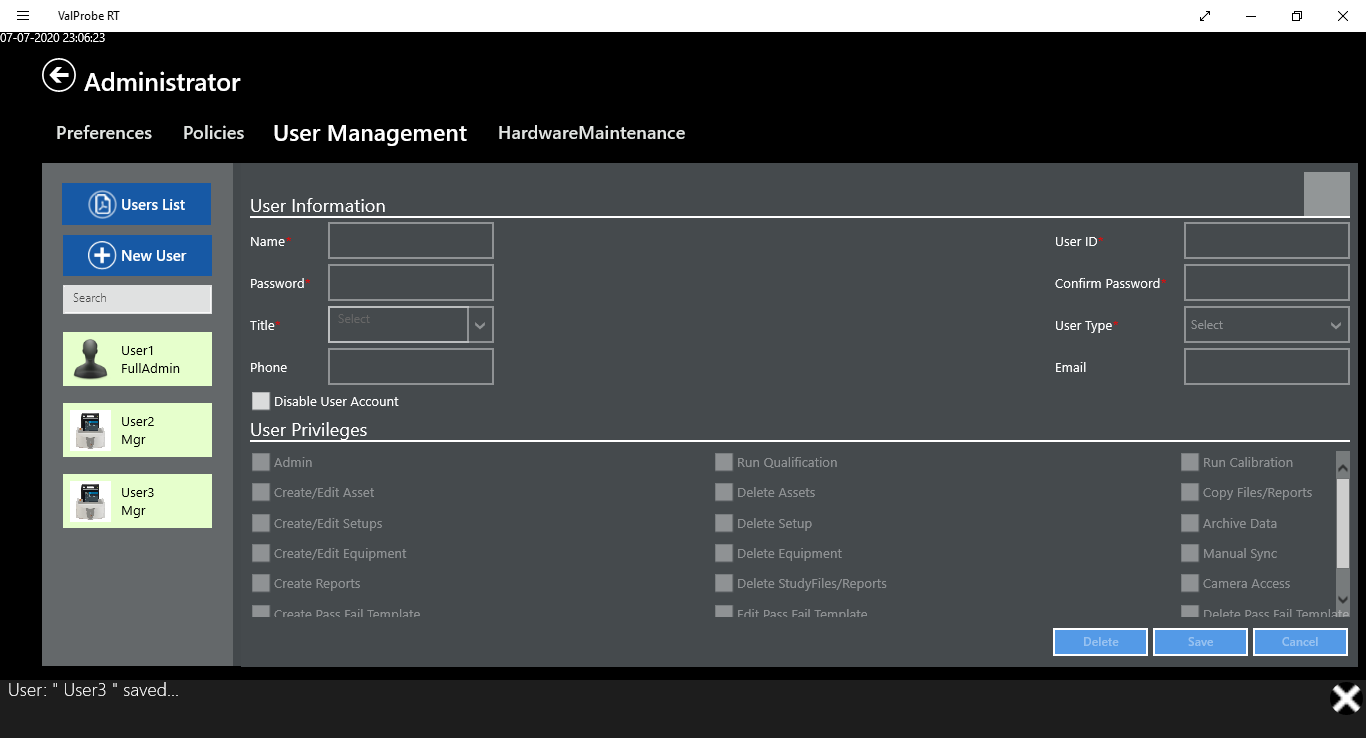 ValProbe RT
07-07-2020 23:06:23
Administrator
Preferences Policies User Management HardwareMaintenance
Users List
New User
Search
User1
FullAdmin
User2
Mgr
User3
Mgr
User Information
Name* User ID*
Password* Confirm Password*
Title* Select User Type* Select
Phone Email
Disable User Account
User Privileges
Admin Run Qualification Run Calibration
Create/Edit Asset Delete Assets Copy Files/Reports
Create/Edit Setups Delete Setup Archive Data
Create/Edit Equipment Delete Equipment Manual Sync
Create Reports Delete StudyFiles/Reports Camera Access
Create Pass Fail Template Edit Pass Fail Template Delete Pass Fail Template
Delete Save Cancel
User: " User3 " saved...